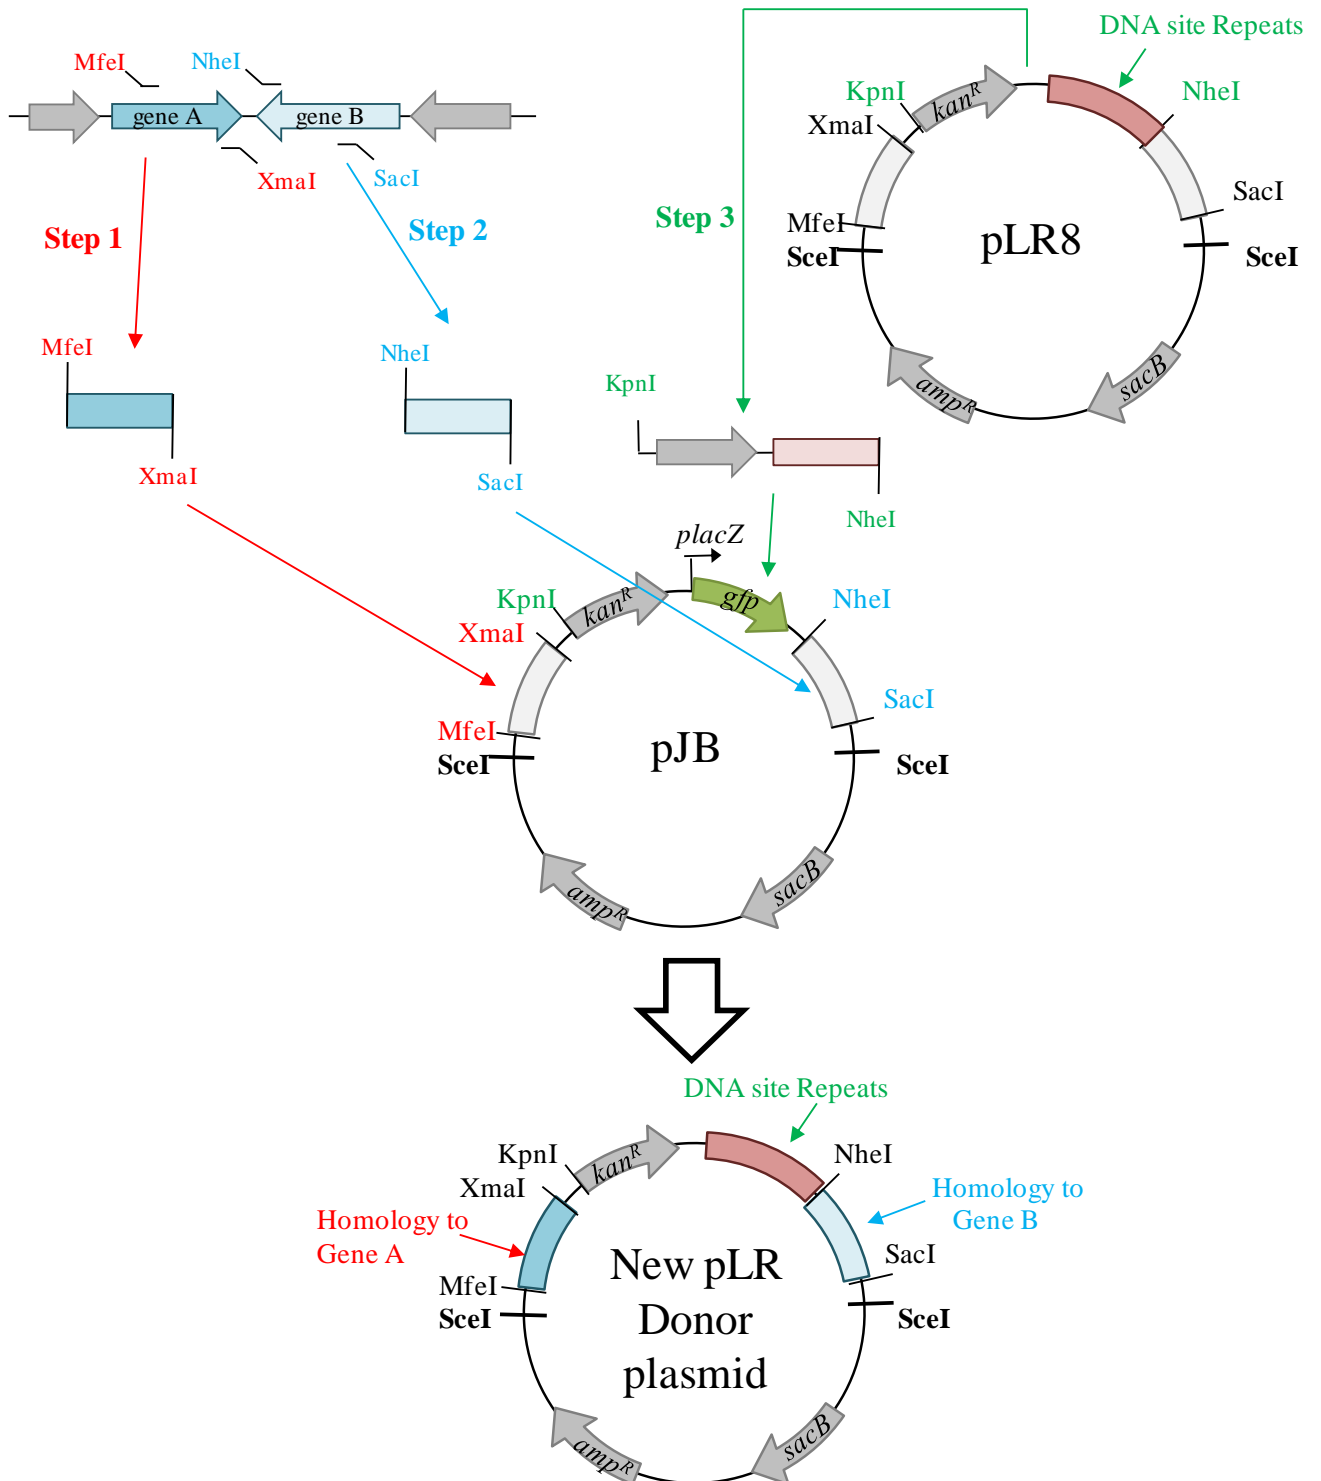 MfeI
NheI
gene A
gene B
XmaI
SacI
Step 1
Step 2
Step 3
DNA site Repeats
KpnI
kanR
NheI
XmaI
SacI
MfeI
pLR8
SceI
SceI
ampR
sacB
MfeI
XmaI
NheI
SacI
KpnI
NheI
placZ
KpnI
kanR
gfp
NheI
XmaI
SacI
MfeI
pJB
SceI
SceI
ampR
sacB
DNA site Repeats
KpnI
kanR
NheI
XmaI
Homology to
Gene A
Homology to
Gene B
SacI
MfeI
SceI
SceI
New pLR
Donor
plasmid
ampR
sacB